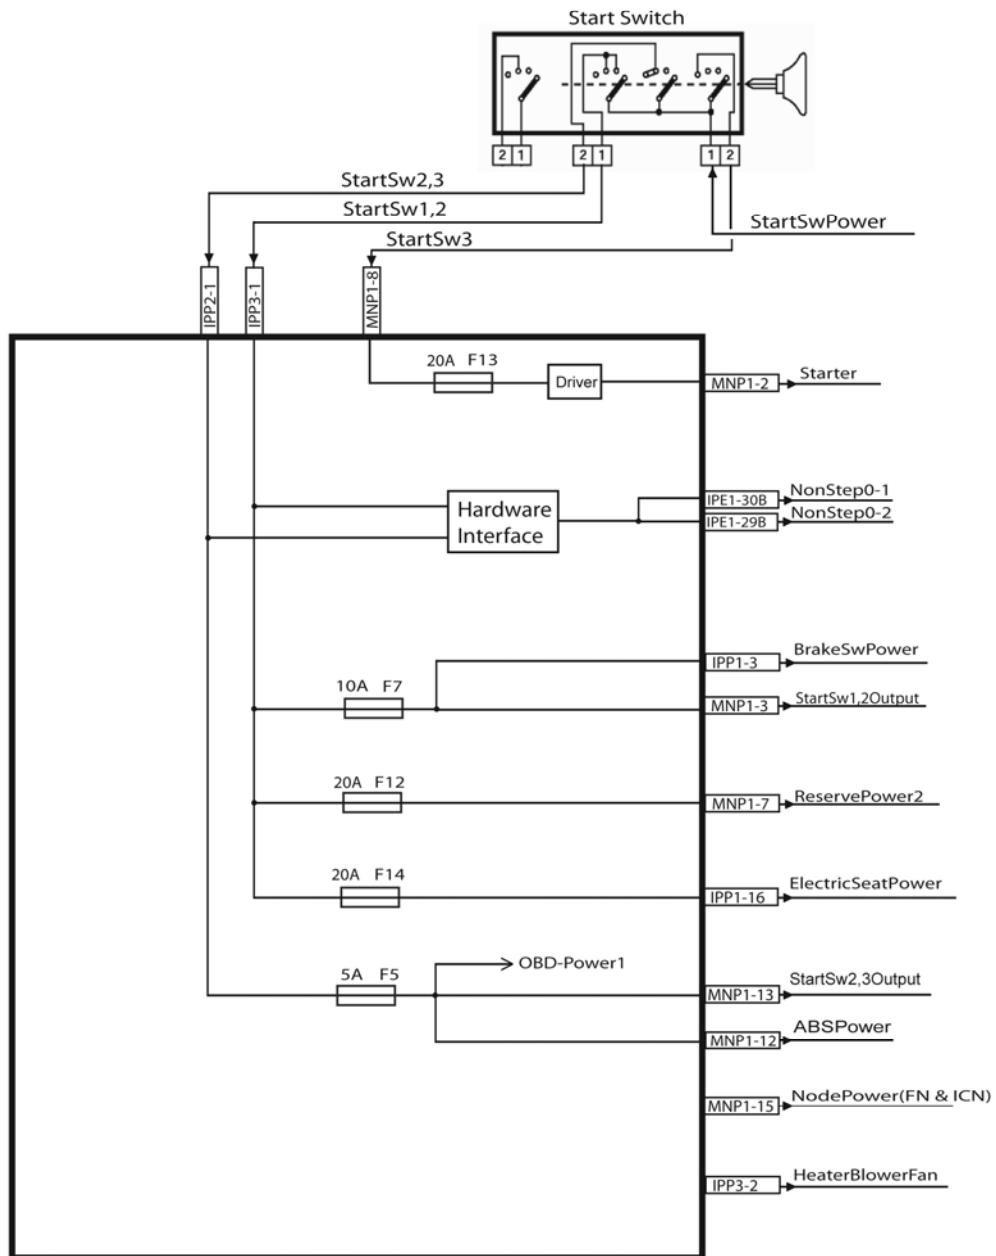 Start Switch
2 1
2 1
1 2
StartSw2,3
StartSw1,2
StartSwPower
StartSw3
IPP2-1
IPP3-1
MNP1-8
20A F13
Driver
MNP1-2
Starter
Hardware
Interface
IPE1-30B
NonStep0-1
IPE1-29B
NonStep0-2
IPP1-3
BrakeSwPower
10A F7
MNP1-3
StartSw1,2Output
20A F12
MNP1-7
ReservePower2
20A F14
IPP1-16
ElectricSeatPower
OBD-Power1
5A F5
MNP1-13
StartSw2,3Output
MNP1-12
ABSPower
MNP1-15
NodePower(FN & ICN)
IPP3-2
HeaterBlowerFan